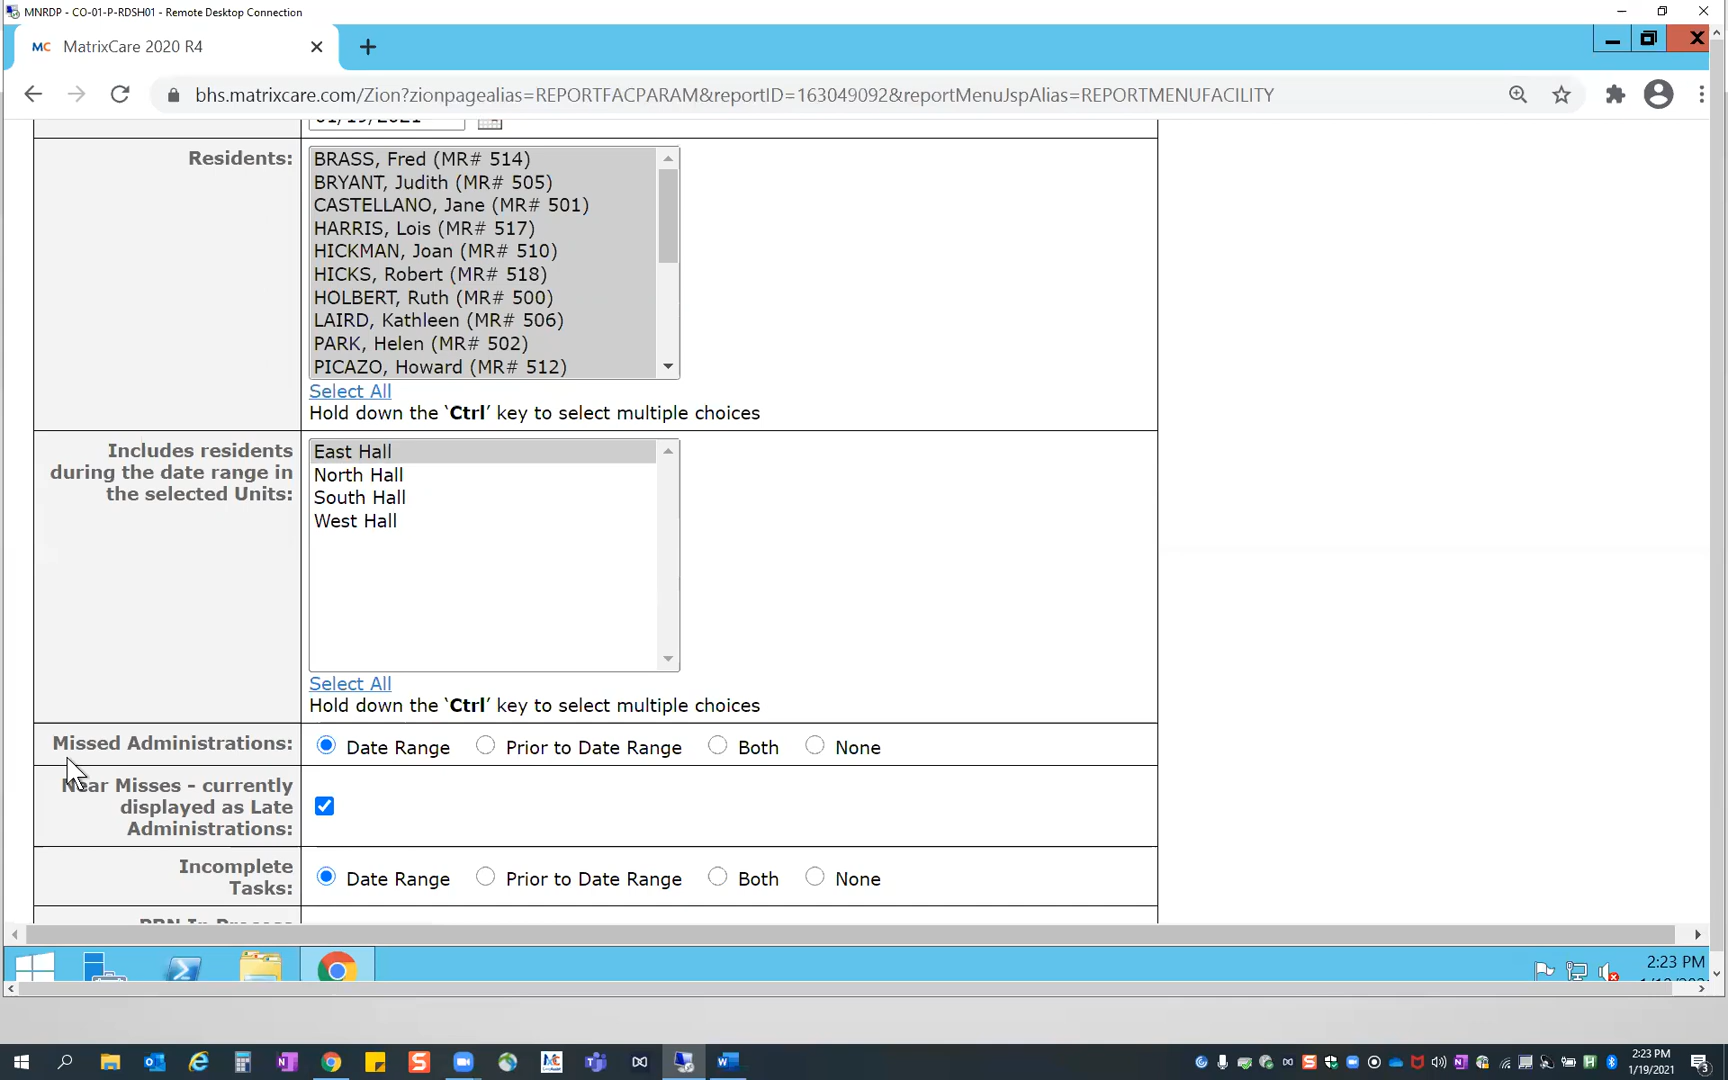 MNRDP - CO-01-P-RDSH01 - Remote Desktop Connection
MC MatrixCare 2020 R4
bhs.matrixcare.com/Zion?zionpagealias=REPORTFACPARAM&reportID=163049092&reportMenuJspAlias=REPORTMENUFACILITY
01/19/2021
Residents:
BRASS, Fred (MR# 514)
BRYANT, Judith (MR# 505)
CASTELLANO, Jane (MR# 501)
HARRIS, Lois (MR# 517)
HICKMAN, Joan (MR# 510)
HICKS, Robert (MR# 518)
HOLBERT, Ruth (MR# 500)
LAIRD, Kathleen (MR# 506)
PARK, Helen (MR# 502)
PICAZO, Howard (MR# 512)
Select All
Hold down the ‘Ctrl’ key to select multiple choices
Includes residents
during the date range in
the selected Units:
East Hall
North Hall
South Hall
West Hall
Select All
Hold down the ‘Ctrl’ key to select multiple choices
Missed Administrations: Date Range Prior to Date Range Both None
Near Misses - currently
displayed as Late
Administrations:
Incomplete
Tasks:
Date Range Prior to Date Range Both None
PRN In Process
2:23 PM
2:23 PM
1/19/2021